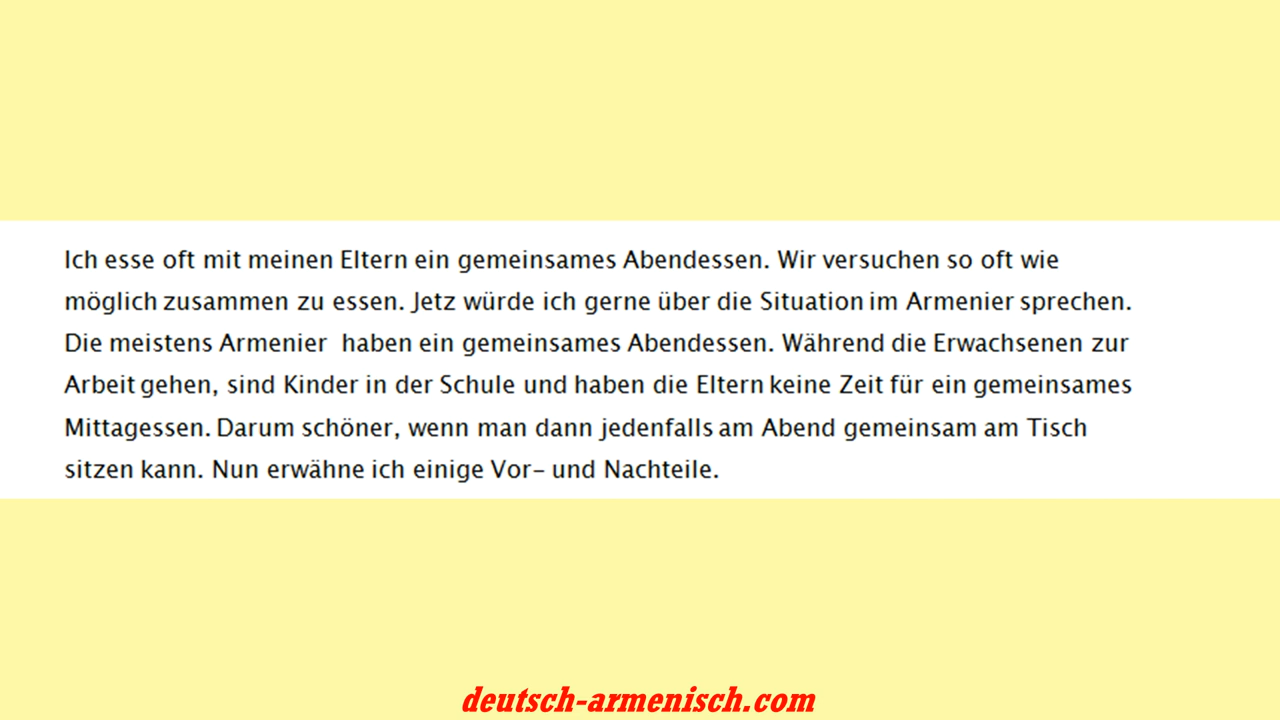 Ich esse oft mit meinen Eltern ein gemeinsames Abendessen. Wir versuchen so oft wie
möglich zusammen zu essen. Jetz würde ich gerne über die Situation im Armenier sprechen.
Die meistens Armenier  haben ein gemeinsames Abendessen. Während die Erwachsenen zur
Arbeit gehen, sind Kinder in der Schule und haben die Eltern keine Zeit für ein gemeinsames
Mittagessen. Darum schöner, wenn man dann jedenfalls am Abend gemeinsam am Tisch
sitzen kann. Nun erwähne ich einige Vor- und Nachteile.
deutsch-armenisch.com